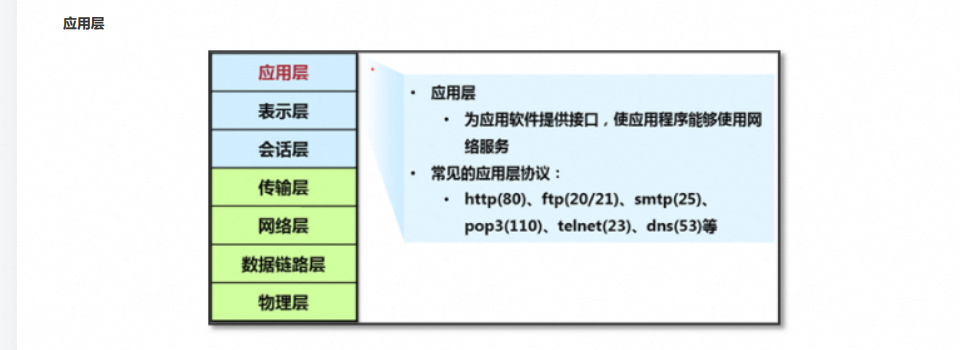 应用层
应用层
表示层
会话层
传输层
网络层
数据链路层
物理层
• 应用层
• 为应用软件提供接口，使应用程序能够使用网
络服务
• 常见的应用层协议：
• http(80)、ftp(20/21)、smtp(25)、
pop3(110)、telnet(23)、dns(53)等